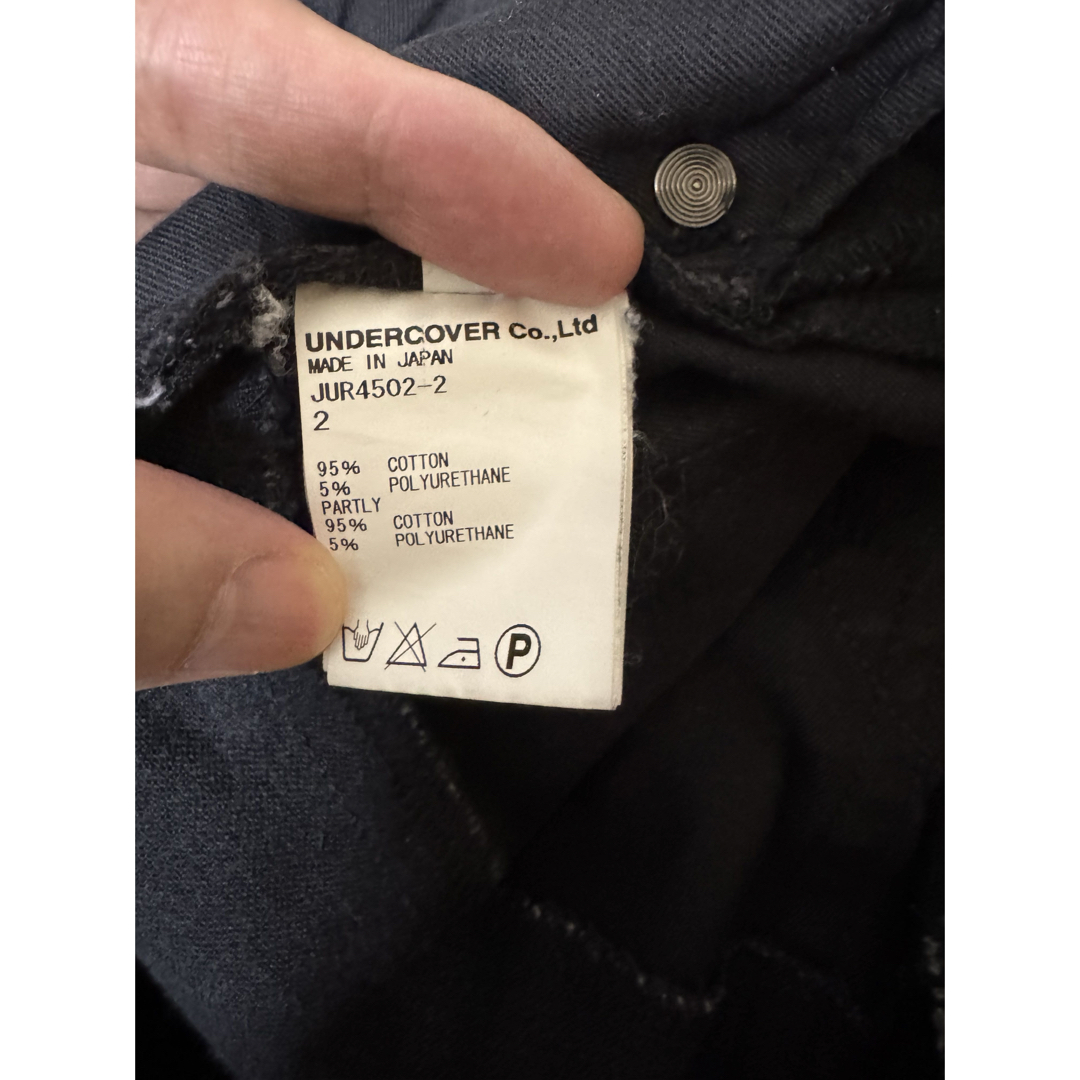 UNDERCOVER Co.,Ltd
MADE IN JAPAN
JUR4502-2
2
95% COTTON
5% POLYURETHANE
PARTLY
95% COTTON
5% POLYURETHANE
P